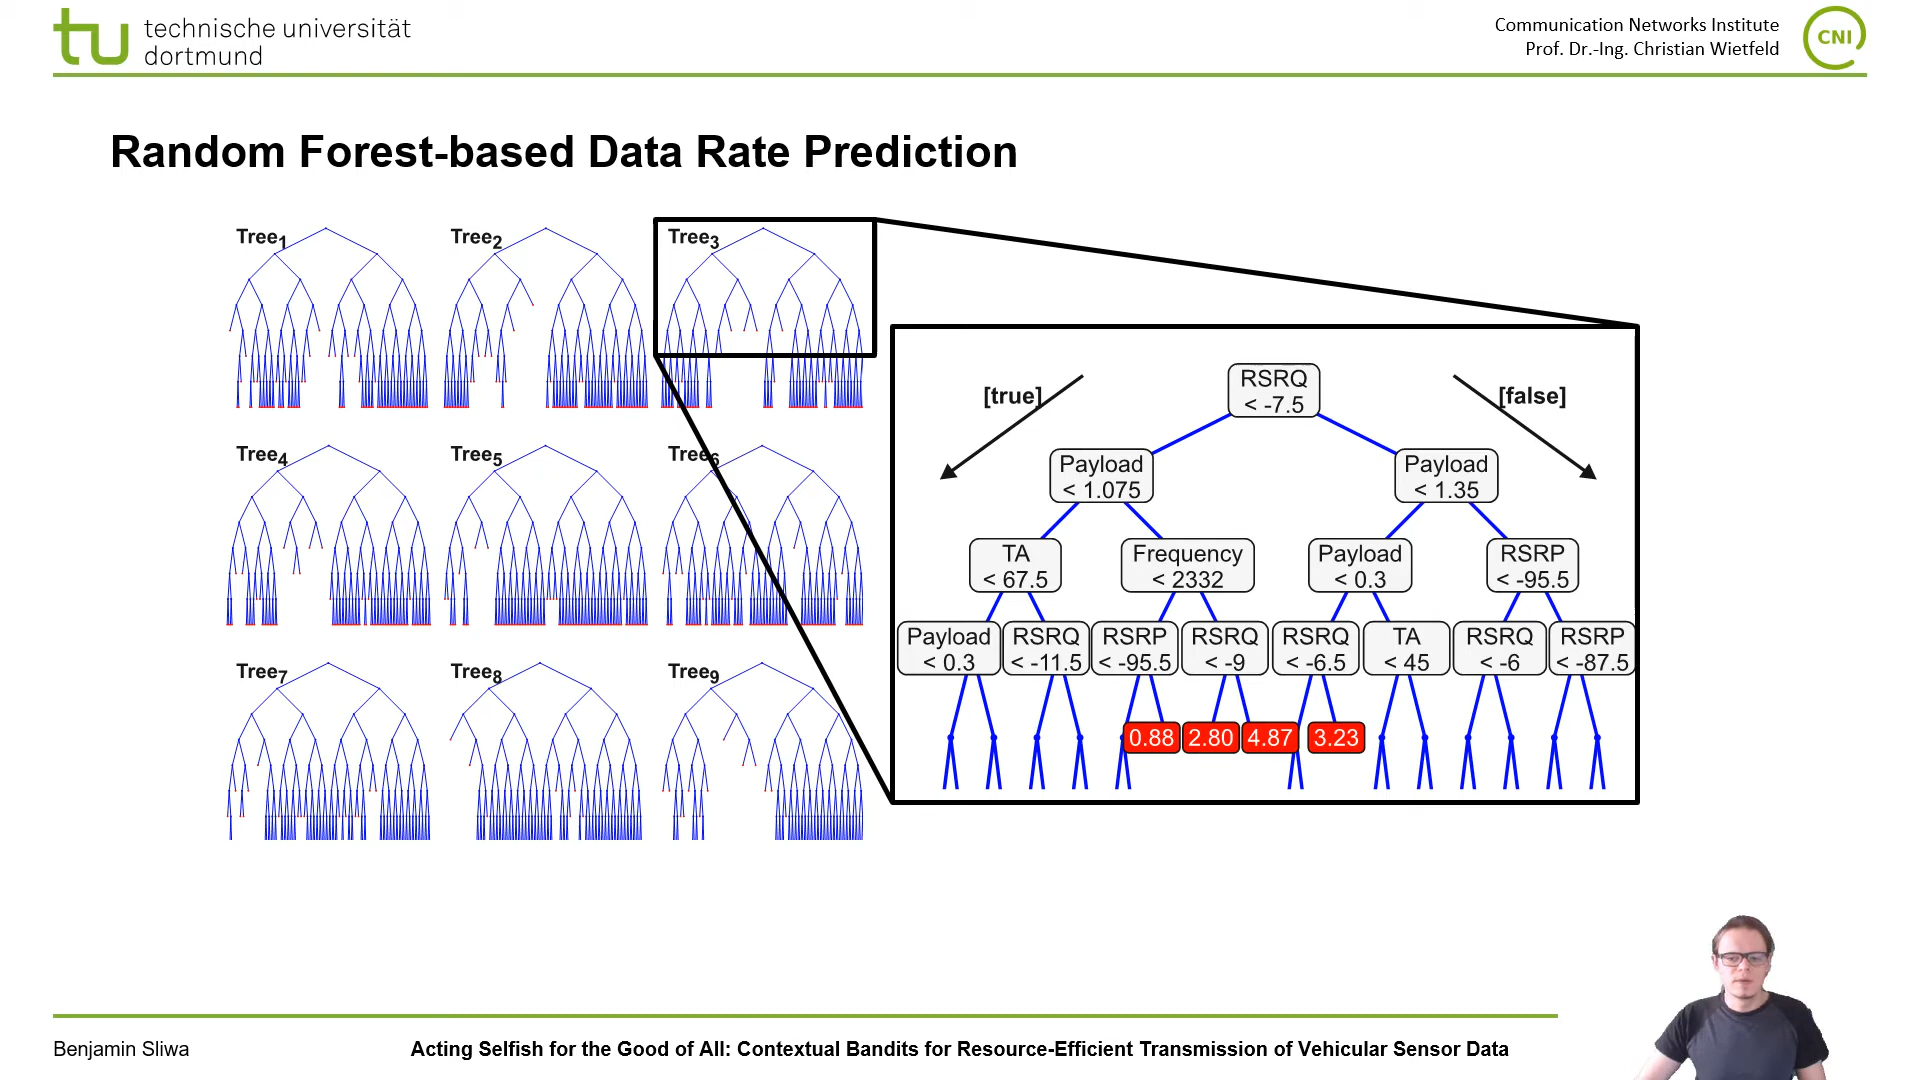 technische universität
dortmund
Communication Networks Institute
Prof. Dr.-Ing. Christian Wietfeld
CNI
Random Forest-based Data Rate Prediction
Tree1
Tree2
Tree3
Tree4
Tree5
Tree6
Tree7
Tree8
Tree9
[true]
[false]
RSRQ
< -7.5
Payload
< 1.075
Payload
< 1.35
TA
< 67.5
Frequency
< 2332
Payload
< 0.3
RSRP
< -95.5
Payload
< 0.3
RSRQ
< -11.5
RSRP
< -95.5
RSRQ
< -9
RSRQ
< -6.5
TA
< 45
RSRQ
< -6
RSRP
< -87.5
0.88
2.80
4.87
3.23
Benjamin Sliwa
Acting Selfish for the Good of All: Contextual Bandits for Resource-Efficient Transmission of Vehicular Sensor Data